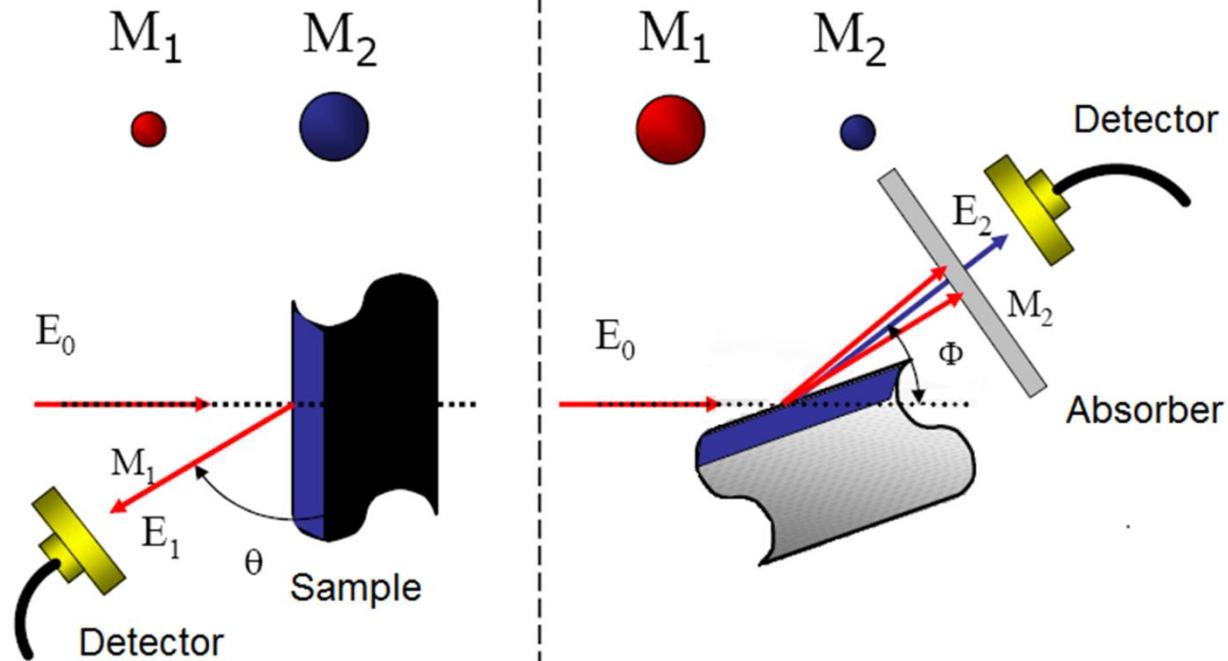 M₁ M₂
E₀
M₁
E₁
θ
Sample
Detector
M₁ M₂
Detector
E₂
M₂
E₀
Φ
Absorber